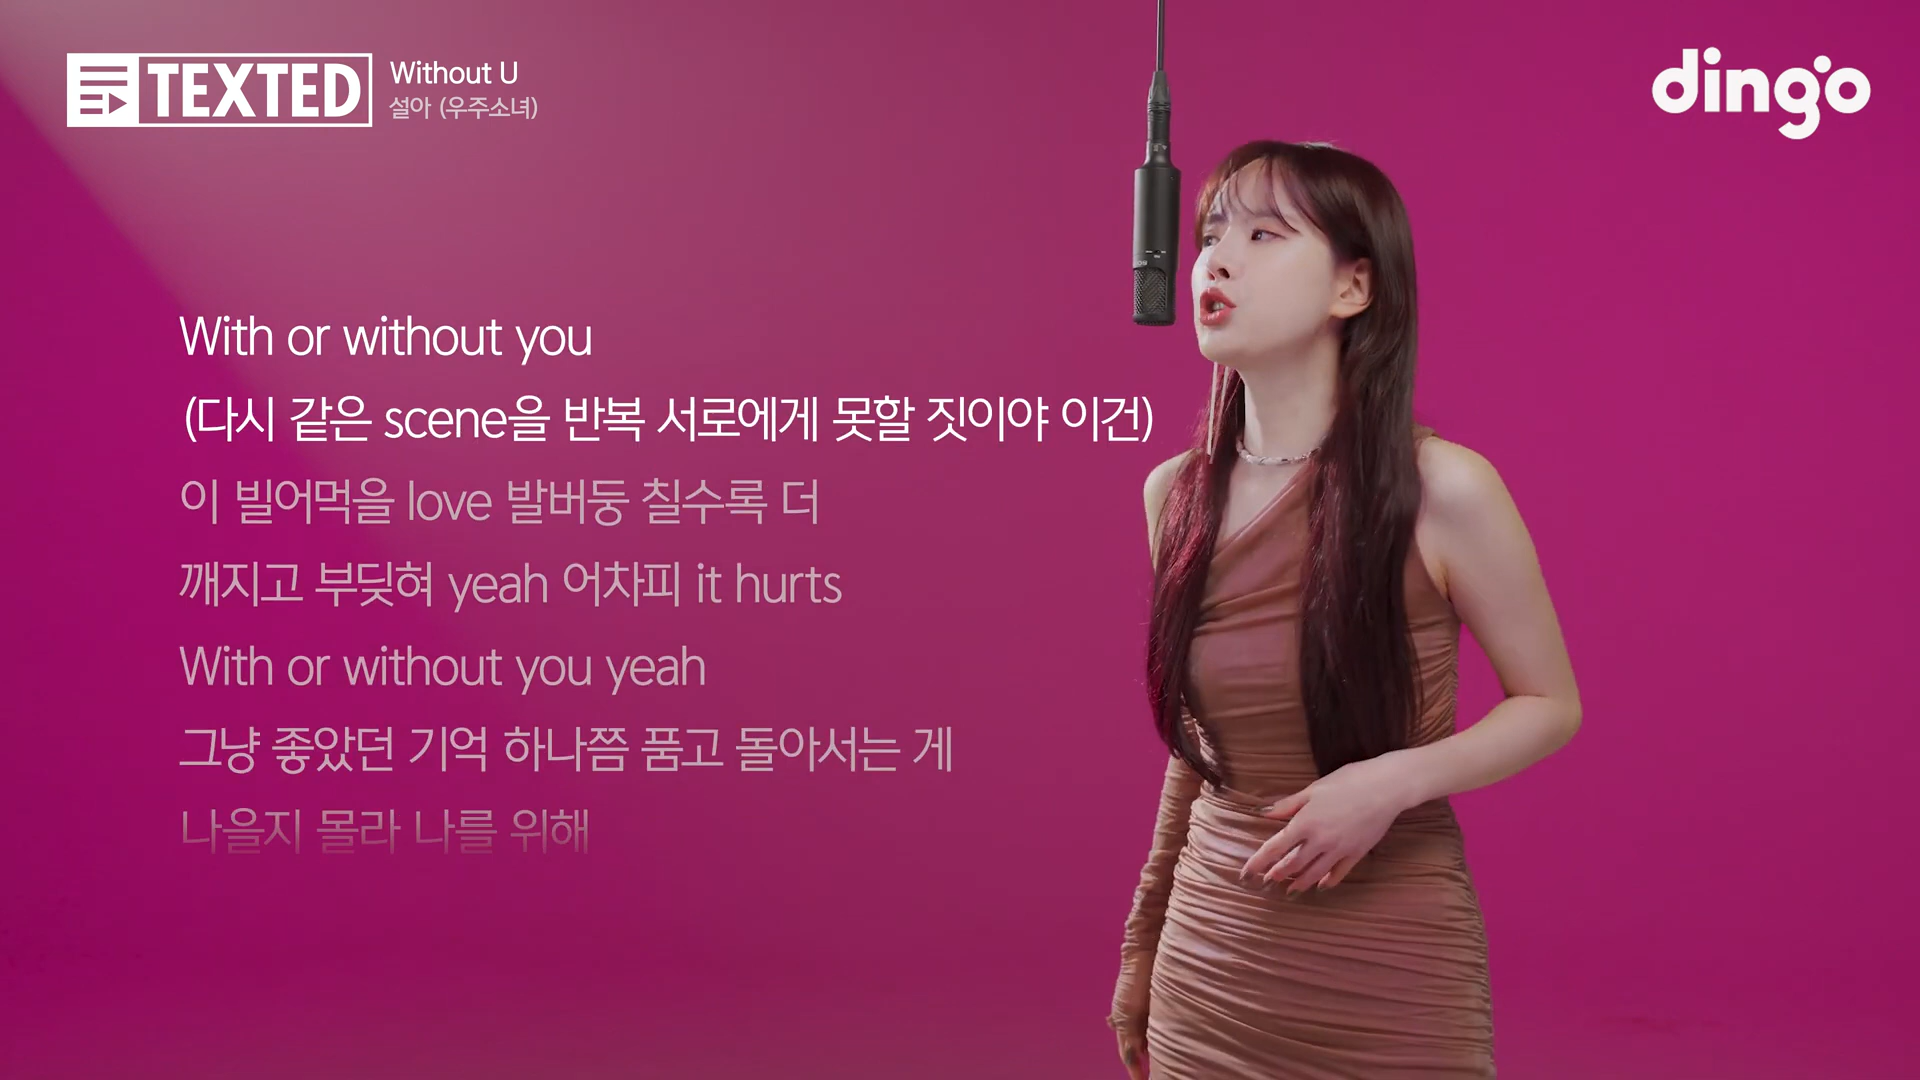 TEXTED
Without U
설아 (우주소녀)
dingo
With or without you
(다시 같은 scene을 반복 서로에게 못할 짓이야 이건)
이 빌어먹을 love 발버둥 칠수록 더
깨지고 부딪혀 yeah 어차피 it hurts
With or without you yeah
그냥 좋았던 기억 하나쯤 품고 돌아서는 게
나을지 몰라 나를 위해